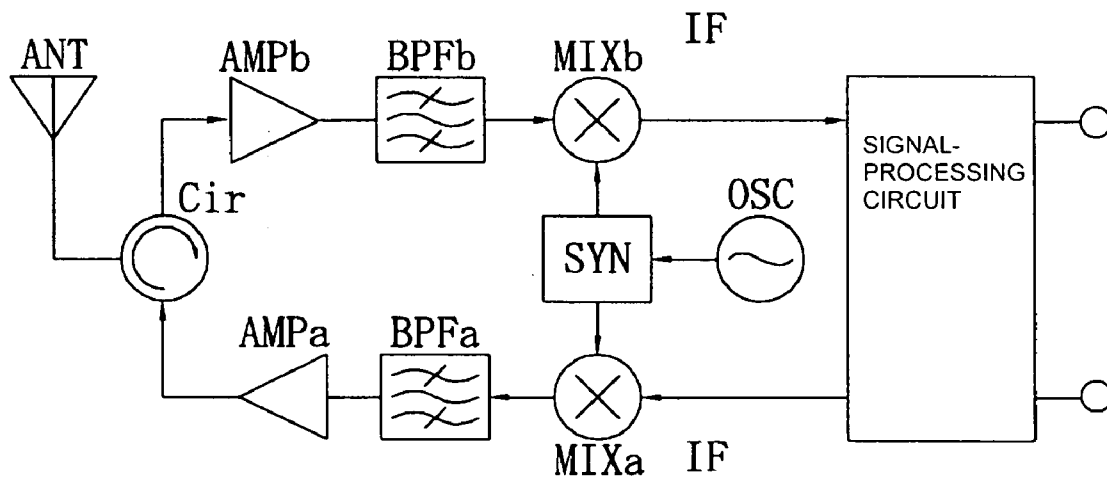 IF
ANT
AMPb
BPFb
MIXb
SIGNAL-
PROCESSING
CIRCUIT
Cir
OSC
SYN
AMPa
BPFa
MIXa
IF